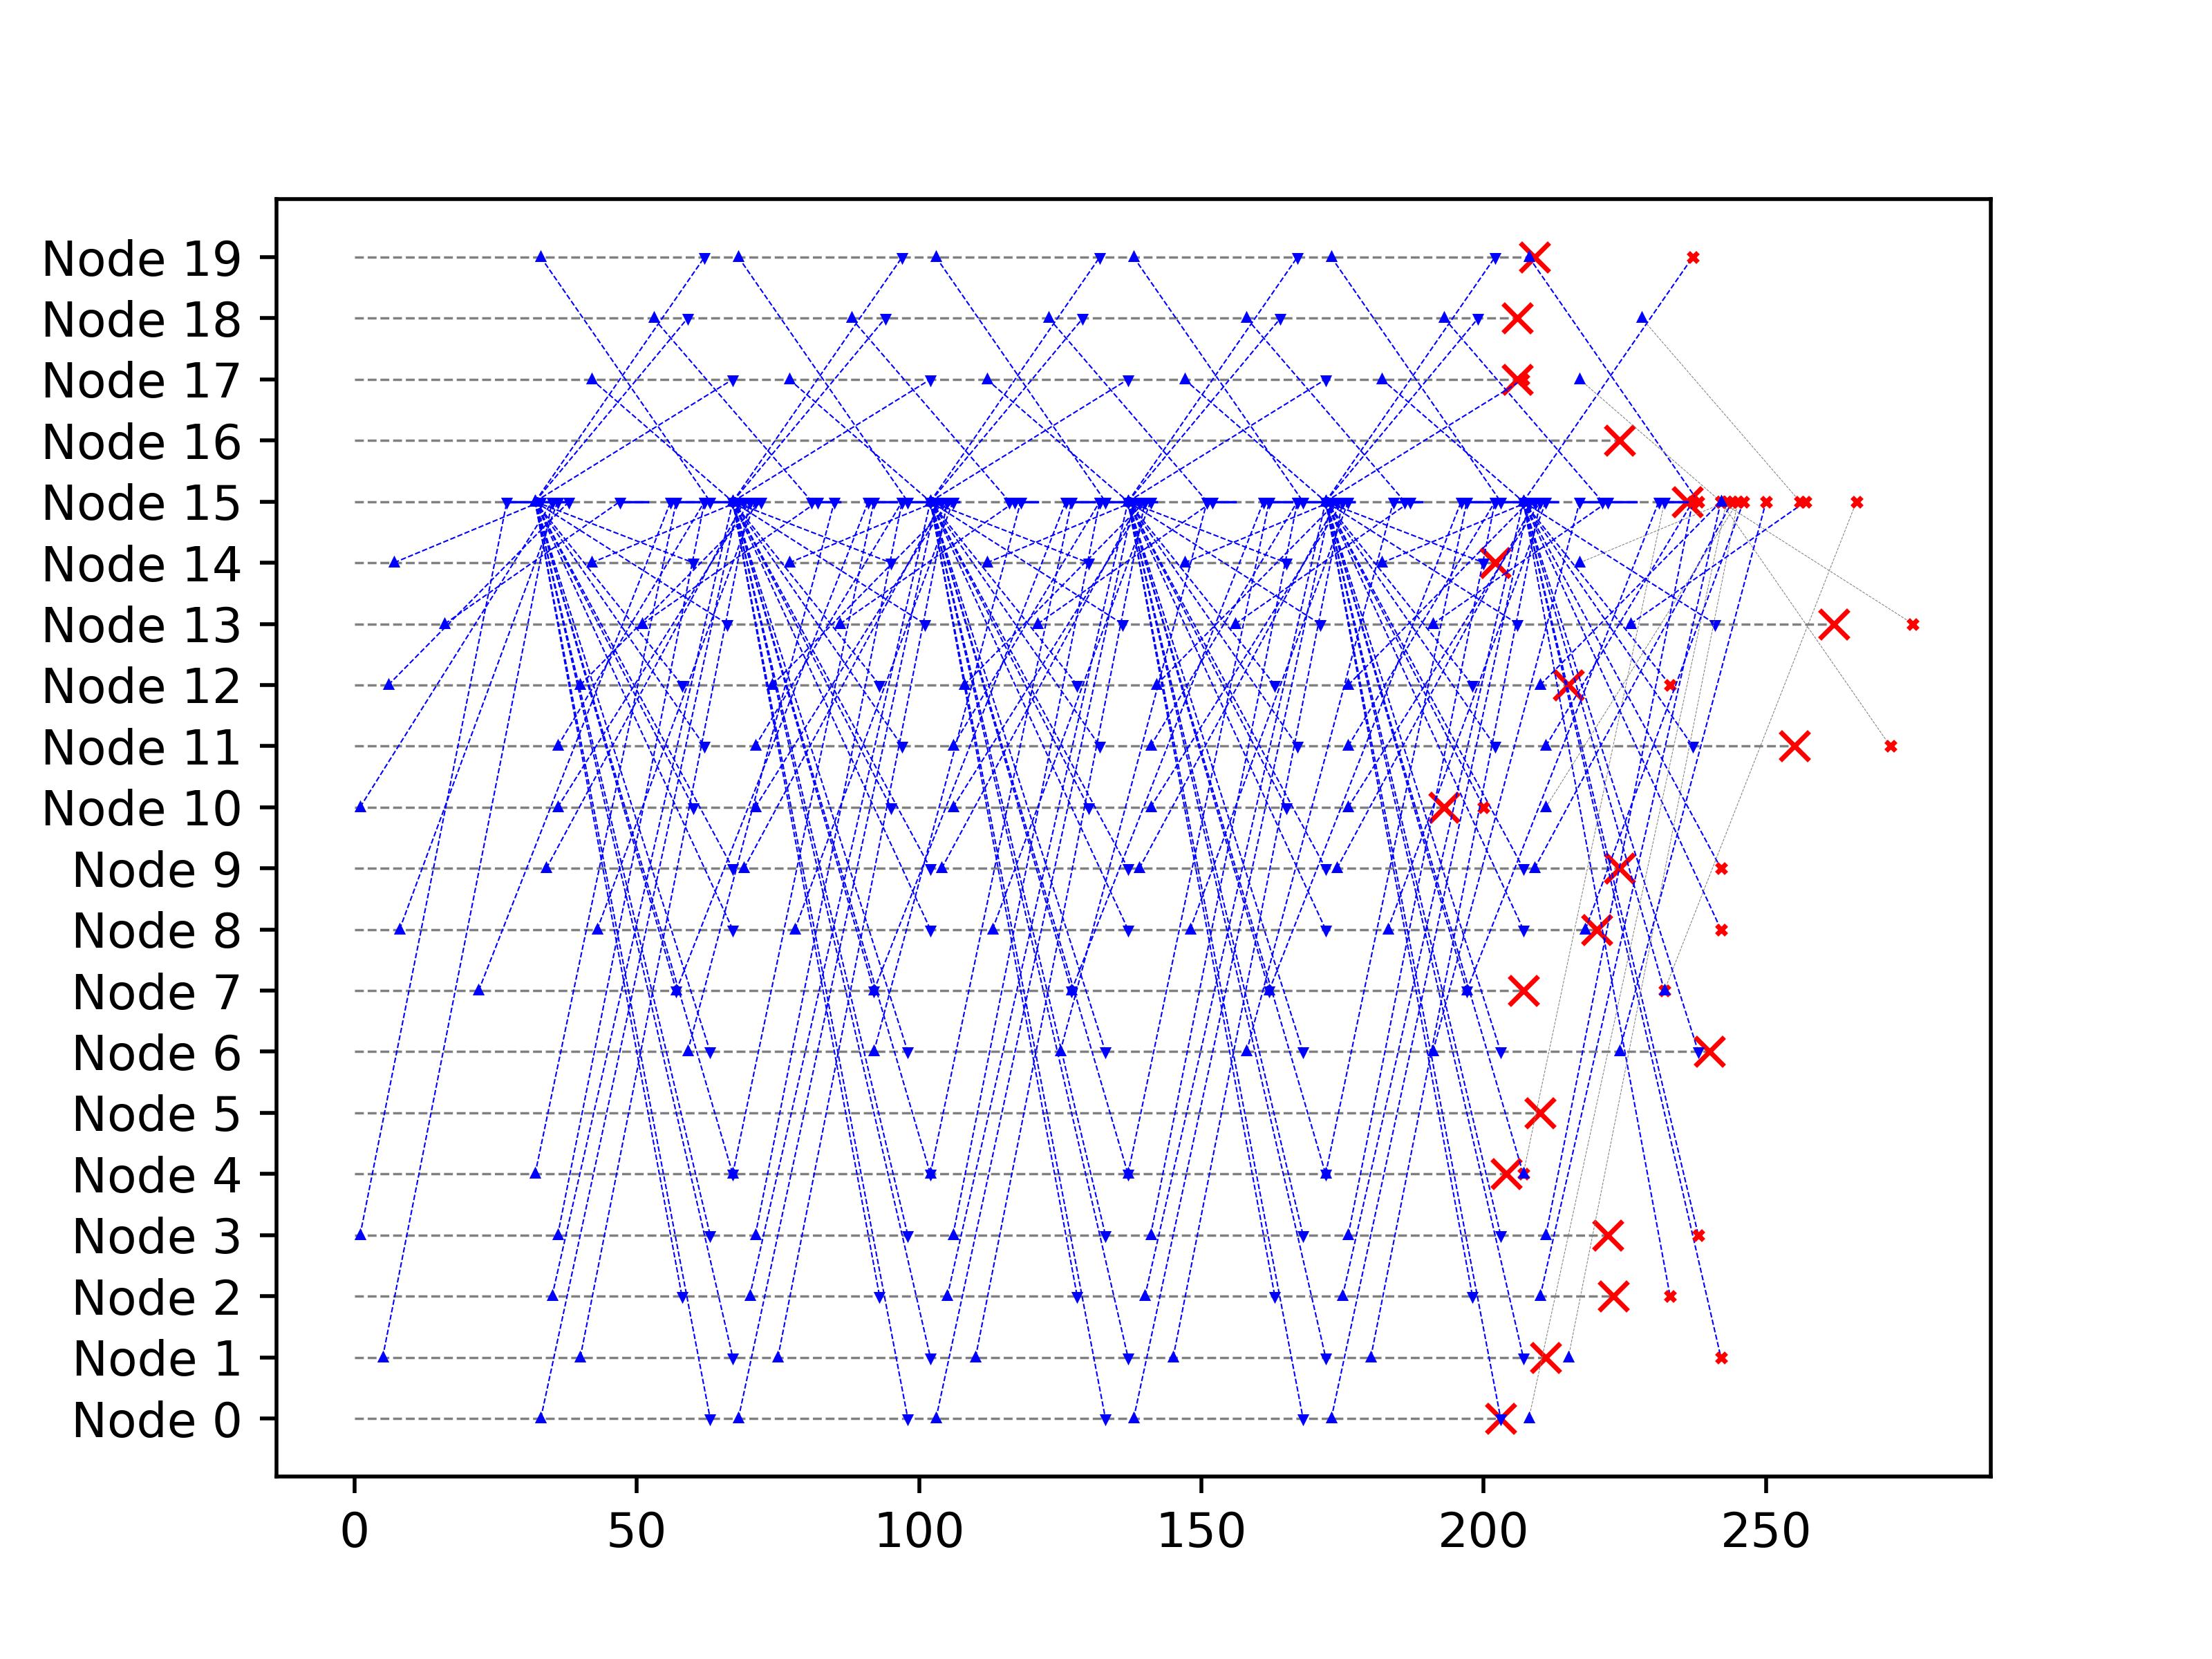 Node 19
Node 18
Node 17
Node 16
Node 15
Node 14
Node 13
Node 12
Node 11
Node 10
Node 9
Node 8
Node 7
Node 6
Node 5
Node 4
Node 3
Node 2
Node 1
Node 0
0 50 100 150 200 250